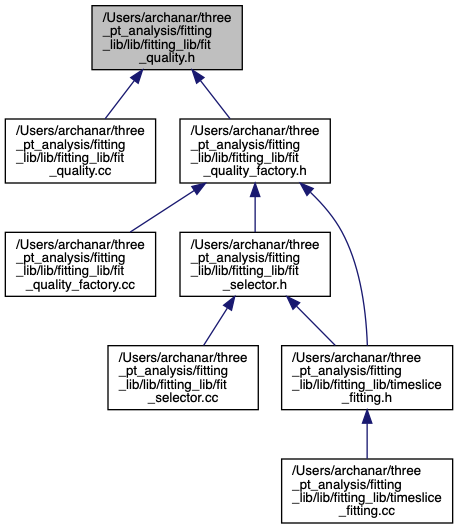 /Users/archanar/three
_pt_analysis/fitting
_lib/lib/fitting_lib/fit
_quality.h
/Users/archanar/three
_pt_analysis/fitting
_lib/lib/fitting_lib/fit
_quality.cc
/Users/archanar/three
_pt_analysis/fitting
_lib/lib/fitting_lib/fit
_quality_factory.h
/Users/archanar/three
_pt_analysis/fitting
_lib/lib/fitting_lib/fit
_quality_factory.cc
/Users/archanar/three
_pt_analysis/fitting
_lib/lib/fitting_lib/fit
_selector.h
/Users/archanar/three
_pt_analysis/fitting
_lib/lib/fitting_lib/fit
_selector.cc
/Users/archanar/three
_pt_analysis/fitting
_lib/lib/fitting_lib/timeslice
_fitting.h
/Users/archanar/three
_pt_analysis/fitting
_lib/lib/fitting_lib/timeslice
_fitting.cc